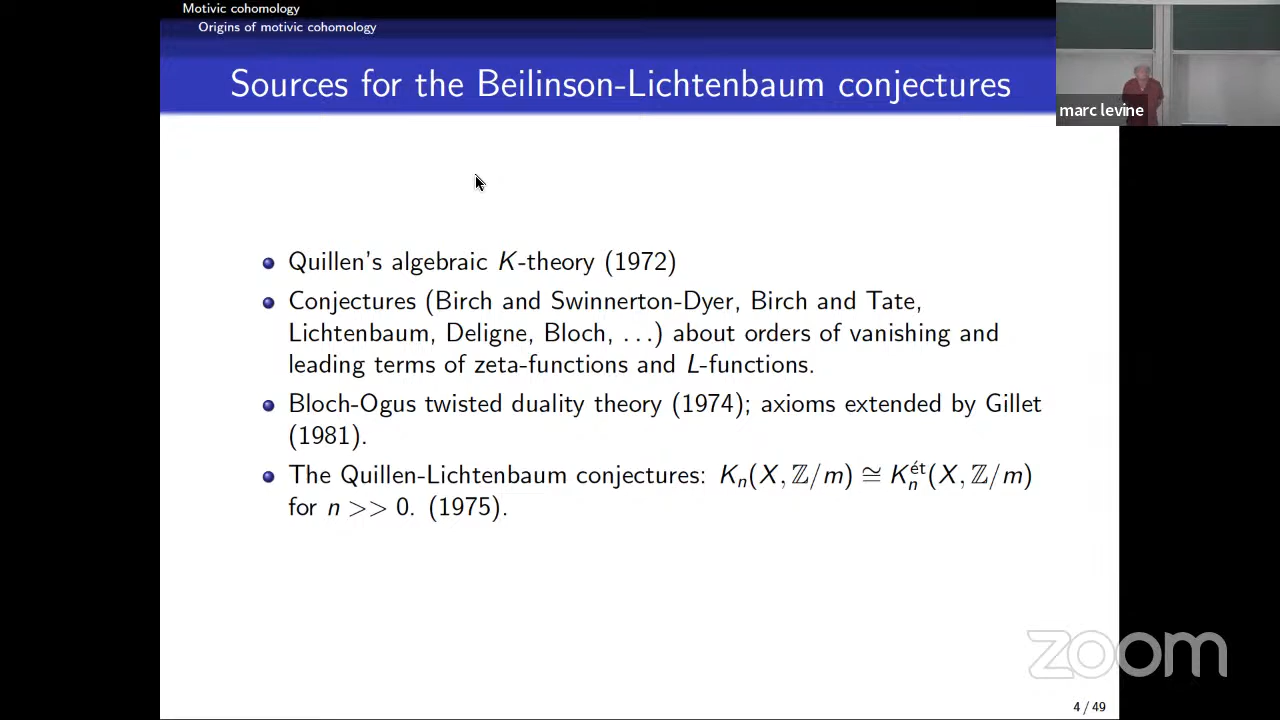 Motivic cohomology
Origins of motivic cohomology
Sources for the Beilinson-Lichtenbaum conjectures
marc levine
Quillen's algebraic K-theory (1972)
Conjectures (Birch and Swinnerton-Dyer, Birch and Tate,
Lichtenbaum, Deligne, Bloch, ...) about orders of vanishing and
leading terms of zeta-functions and L-functions.
Bloch-Ogus twisted duality theory (1974); axioms extended by Gillet
(1981).
The Quillen-Lichtenbaum conjectures: Kₙ(X, ℤ/m) ≅ Kₙᵉ́ᵗ(X, ℤ/m)
for n >> 0. (1975).
zoom
4 / 49